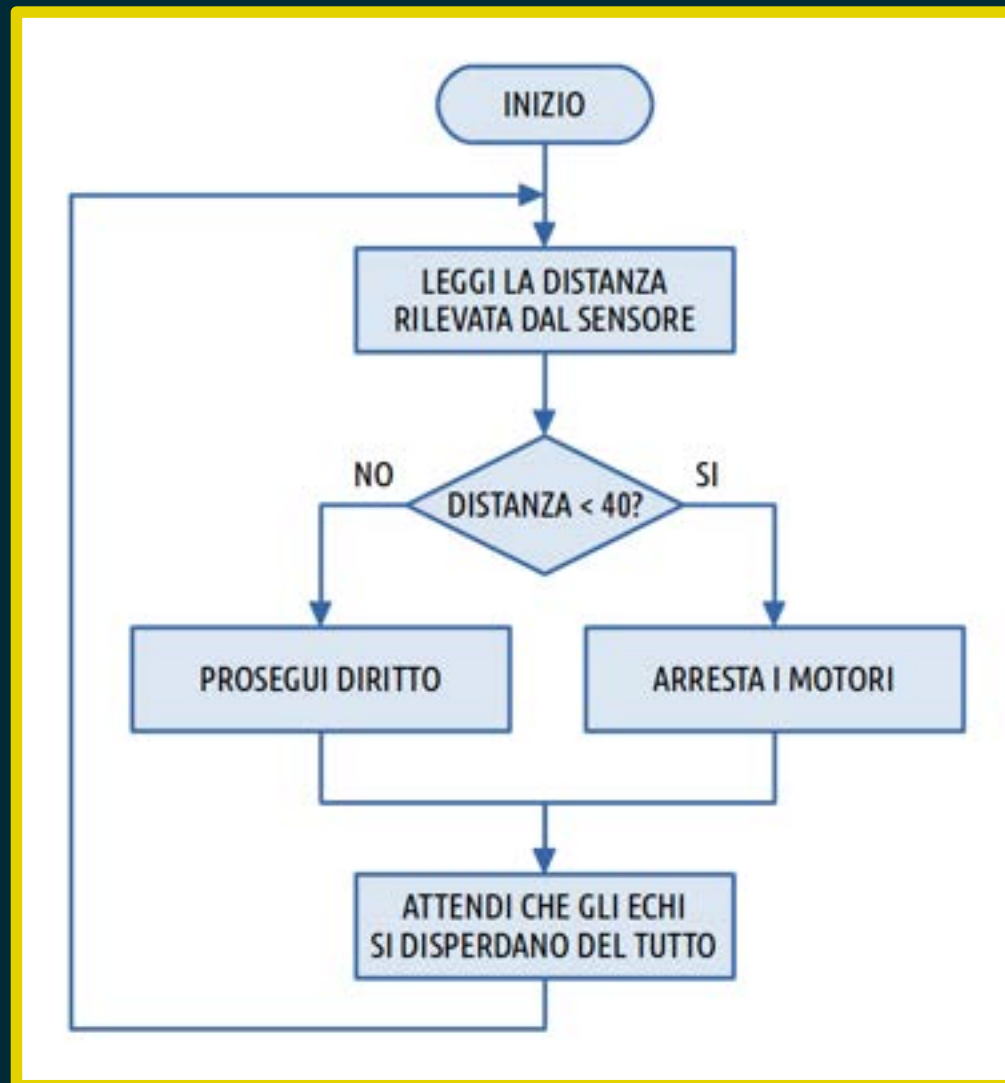 INIZIO
LEGGI LA DISTANZA
RILEVATA DAL SENSORE
NO
SI
DISTANZA < 40?
PROSEGUI DIRITTO
ARRESTA I MOTORI
ATTENDI CHE GLI ECHI
SI DISPERDANO DEL TUTTO